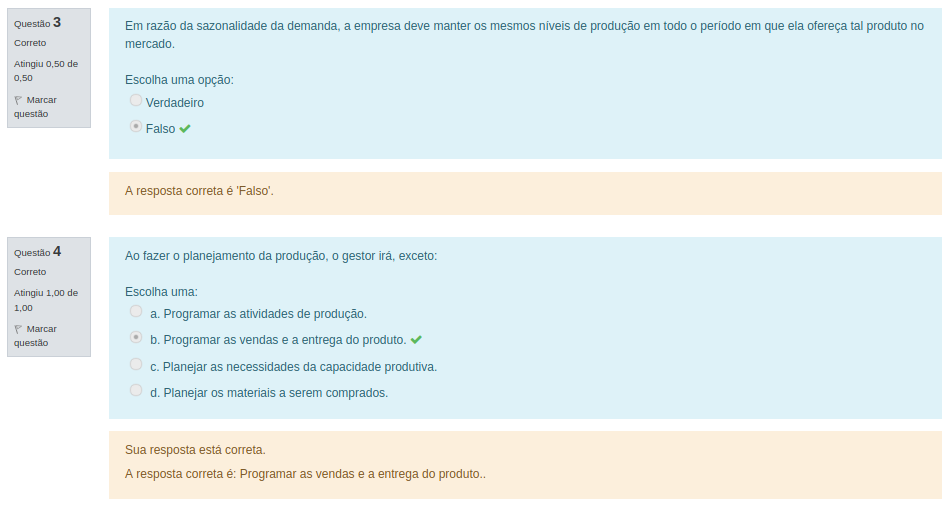 Questão 3
Correto
Atingiu 0,50 de
0,50
Marcar
questão
Em razão da sazonalidade da demanda, a empresa deve manter os mesmos níveis de produção em todo o período em que ela ofereça tal produto no
mercado.
Escolha uma opção:
Verdadeiro
Falso
A resposta correta é 'Falso'.
Questão 4
Correto
Atingiu 1,00 de
1,00
Marcar
questão
Ao fazer o planejamento da produção, o gestor irá, exceto:
Escolha uma:
a. Programar as atividades de produção.
b. Programar as vendas e a entrega do produto.
c. Planejar as necessidades da capacidade produtiva.
d. Planejar os materiais a serem comprados.
Sua resposta está correta.
A resposta correta é: Programar as vendas e a entrega do produto..